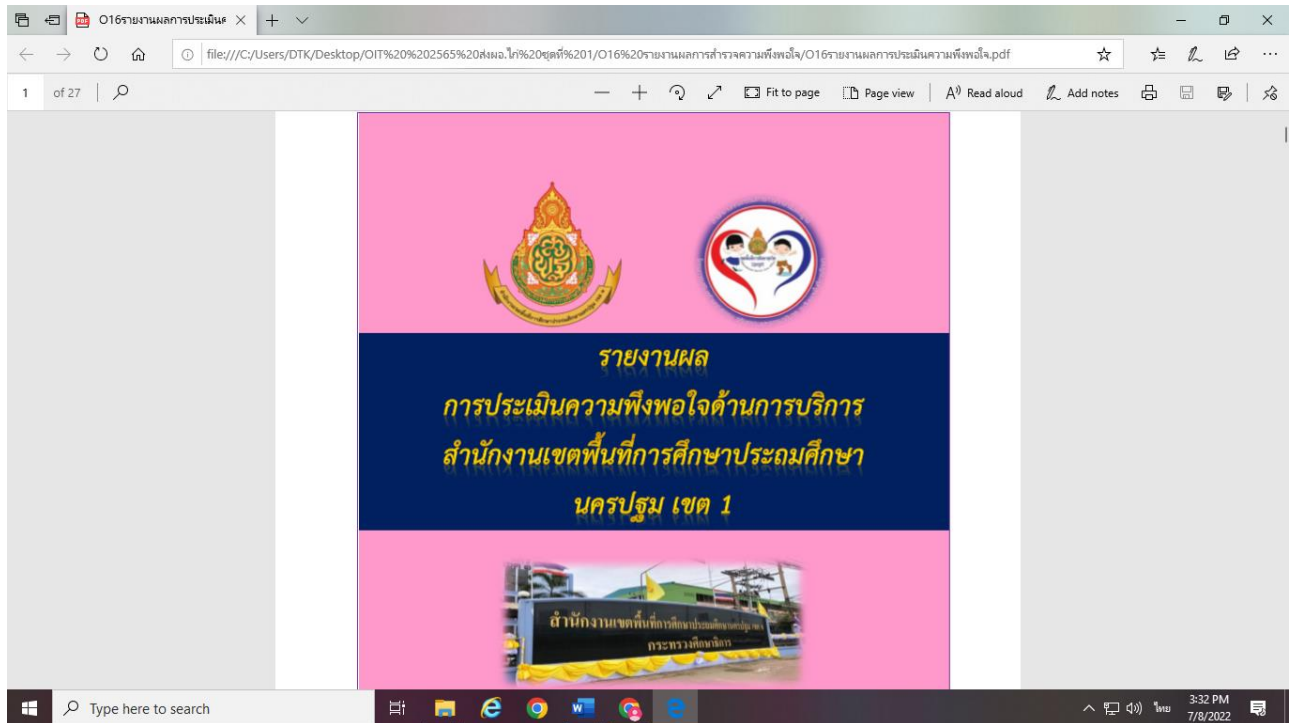 O16รายงานผลการประเมินค
file:///C:/Users/DTK/Desktop/OIT%20%202565%20ส่งผอ.ไก่%20ชุดที่%201/O16%20รายงานผลการสำรวจความพึงพอใจ/O16รายงานผลการประเมินความพึงพอใจ.pdf
1 of 27 Fit to page Page view Read aloud Add notes
รายงานผล
การประเมินความพึงพอใจด้านการบริการ
สำนักงานเขตพื้นที่การศึกษาประถมศึกษา
นครปฐม เขต 1
สำนักงานเขตพื้นที่การศึกษาประถมศึกษานครปฐม เขต 1
กระทรวงศึกษาธิการ
Type here to search ไทย 3:32 PM
7/8/2022